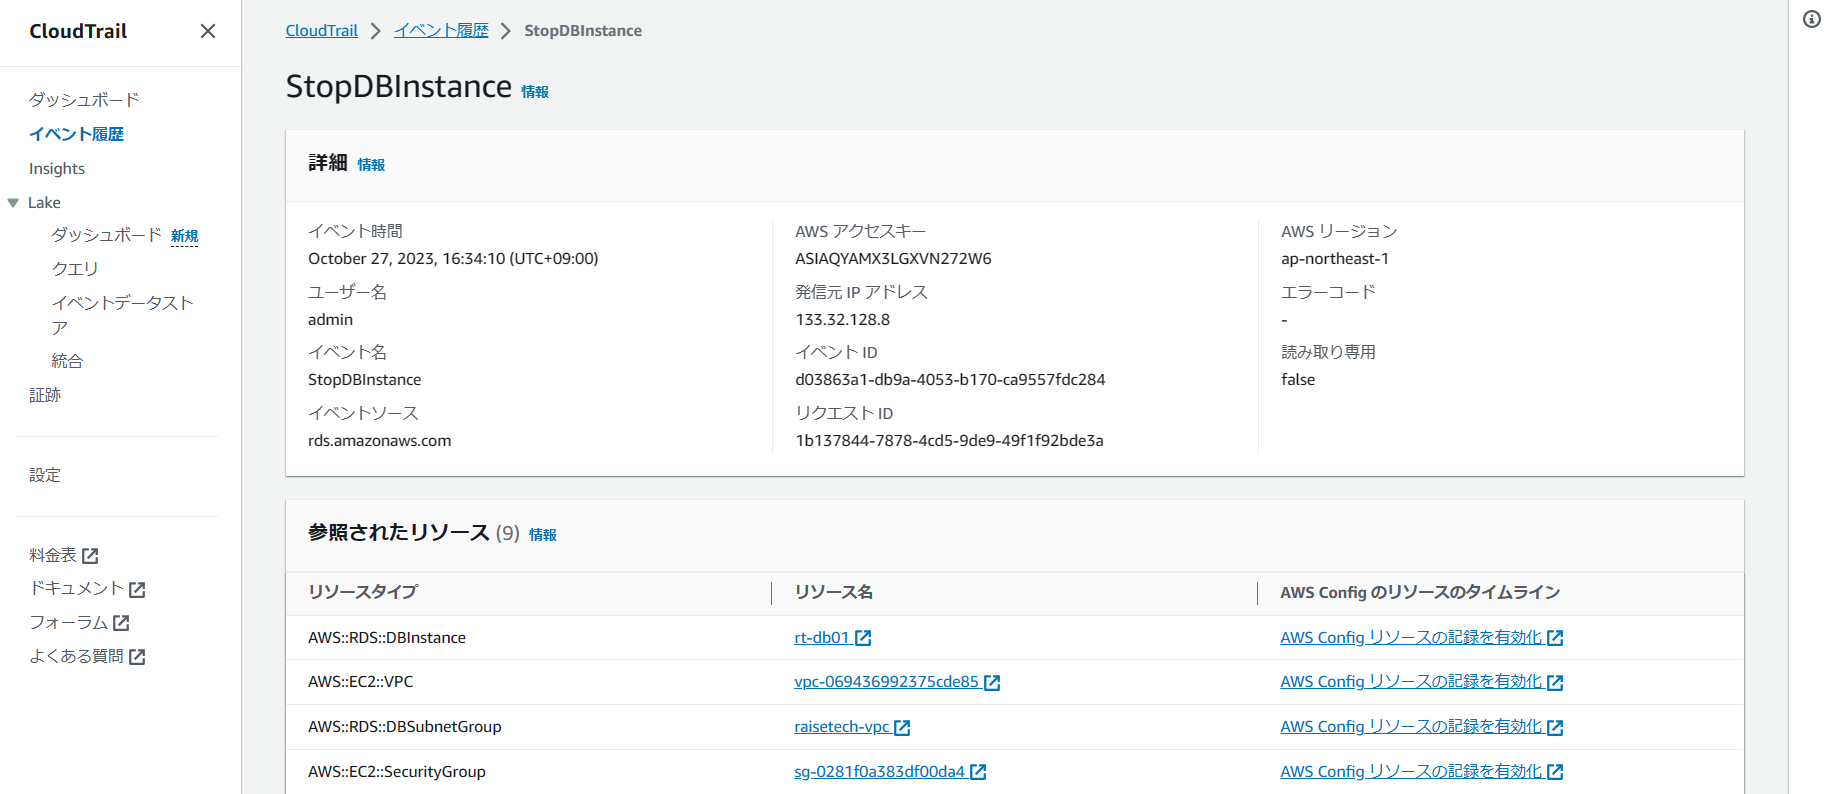 CloudTrail
ダッシュボード
イベント履歴
Insights
Lake
ダッシュボード 新規
クエリ
イベントデータスト
ア
統合
証跡
設定
料金表
ドキュメント
フォーラム
よくある質問
CloudTrail イベント履歴 StopDBInstance
StopDBInstance 情報
詳細 情報
イベント時間
October 27, 2023, 16:34:10 (UTC+09:00)
ユーザー名
admin
イベント名
StopDBInstance
イベントソース
rds.amazonaws.com
AWS アクセスキー
ASIAQYAMX3LGXVN272W6
発信元 IP アドレス
133.32.128.8
イベント ID
d03863a1-db9a-4053-b170-ca9557fdc284
リクエスト ID
1b137844-7878-4cd5-9de9-49f1f92bde3a
AWS リージョン
ap-northeast-1
エラーコード
-
読み取り専用
false
参照されたリソース (9) 情報
リソースタイプ リソース名 AWS Config のリソースのタイムライン
AWS::RDS::DBInstance rt-db01 AWS Config リソースの記録を有効化
AWS::EC2::VPC vpc-069436992375cde85 AWS Config リソースの記録を有効化
AWS::RDS::DBSubnetGroup raisetech-vpc AWS Config リソースの記録を有効化
AWS::EC2::SecurityGroup sg-0281f0a383df00da4 AWS Config リソースの記録を有効化